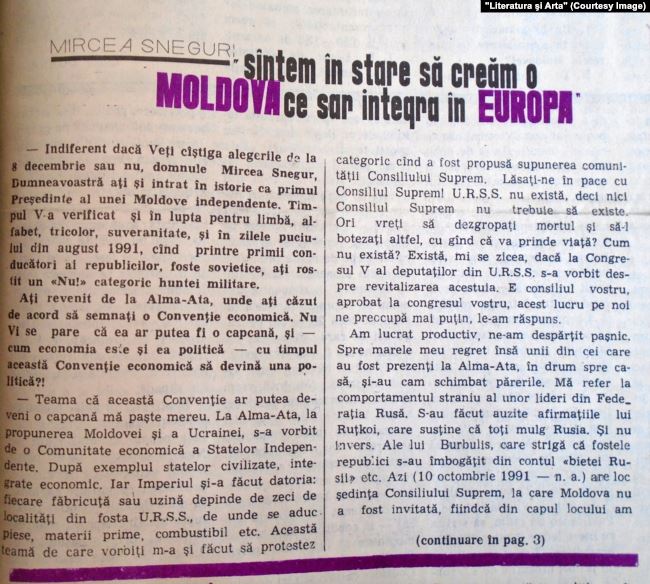 "Literatura şi Arta" (Courtesy Image)
MIRCEA SNEGUR:
"sîntem în stare să creăm o
MOLDOVA ce sar integra în EUROPA"
— Indiferent dacă Veţi cîştiga alegerile de la
8 decembrie sau nu, domnule Mircea Snegur,
Dumneavoastră aţi şi intrat în istorie ca primul
Preşedinte al unei Moldove independente. Tim-
pul V-a verificat şi în lupta pentru limbă, al-
fabet, tricolor, suveranitate, şi în zilele puciu-
lui din august 1991, cînd printre primii con-
ducători ai republicilor, foste sovietice, aţi ros-
tit un «Nu!» categoric huntei militare.
Aţi revenit de la Alma-Ata, unde aţi căzut
de acord să semnaţi o Convenţie economică. Nu
Vi se pare că ea ar putea fi o capcană, şi —
cum economia este şi ea politică — cu timpul
această Convenţie economică să devină una po-
litică?!
— Teama că această Convenţie ar putea de-
veni o capcană mă paşte mereu. La Alma-Ata, la
propunerea Moldovei şi a Ucrainei, s-a vorbit
de o Comunitate economică a Statelor Indepen-
dente. După exemplul statelor civilizate, inte-
grate economic. Iar Imperiul şi-a făcut datoria:
fiecare făbricuţă sau uzină depinde de zeci de
localităţi din fosta U.R.S.S., de unde se aduc
piese, materii prime, combustibil etc. Această
teamă de care vorbiţi m-a şi făcut să protestez
categoric cînd a fost propusă supunerea comuni-
tăţii Consiliului Suprem. Lăsaţi-ne în pace cu
Consiliul Suprem! U.R.S.S. nu există, deci nici
Consiliul Suprem nu trebuie să existe.
Ori vreţi să dezgropaţi mortul şi să-l
botezaţi altfel, cu gînd că va prinde viaţă? Cum
nu există? Există, mi se zicea, dacă la Congre-
sul V al deputaţilor din U.R.S.S. s-a vorbit des-
pre revitalizarea acestuia. E consiliul vostru,
aprobat la congresul vostru, acest lucru pe noi
ne preocupă mai puţin, le-am răspuns.
Am lucrat productiv, ne-am despărţit paşnic.
Spre marele meu regret însă unii din cei care
au fost prezenţi la Alma-Ata, în drum spre ca-
să, şi-au cam schimbat părerile. Mă refer la
comportamentul straniu al unor lideri din Fede_
raţia Rusă. S-au făcut auzite afirmaţiile lui
Ruţkoi, care susţine că toţi mulg Rusia. Şi nu
invers. Ale lui Burbulis, care strigă că fostele
republici s-au îmbogăţit din contul «bietei Ru-
sii» etc. Azi (10 octombrie 1991 — n. a.) are loc
şedinţa Consiliului Suprem, la care Moldova nu
a fost invitată, fiindcă din capul locului am
(continuare în pag. 3)